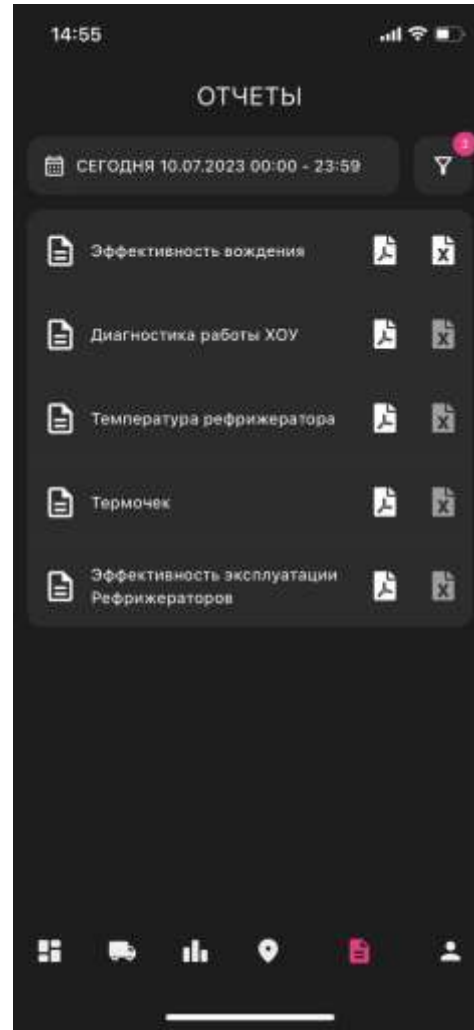 14:55
ОТЧЕТЫ
СЕГОДНЯ 10.07.2023 00:00 - 23:59
3
Эффективность вождения
Диагностика работы ХОУ
Температура рефрижератора
Термочек
Эффективность эксплуатации
Рефрижераторов